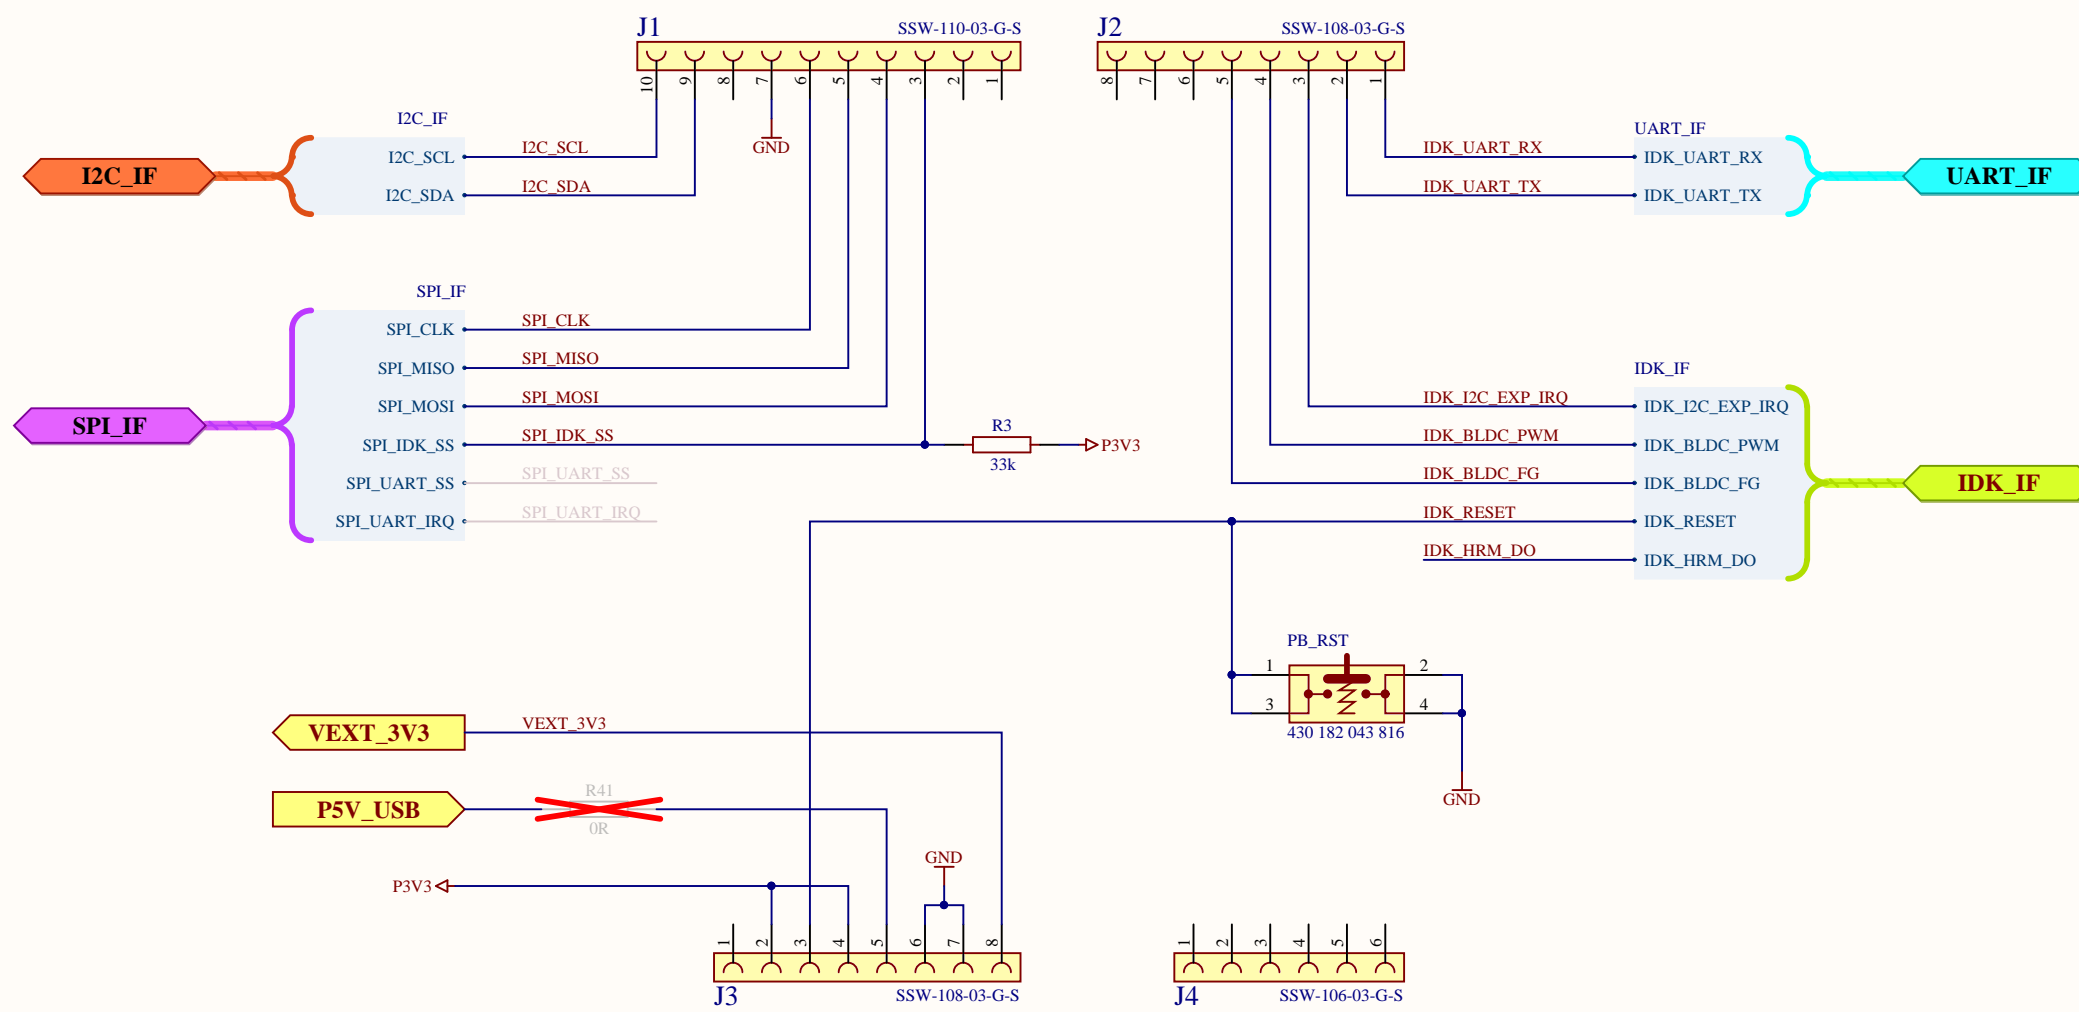 J1 SSW-110-03-G-S
10 9 8 7 6 5 4 3 2 1
J2 SSW-108-03-G-S
8 7 6 5 4 3 2 1
GND
I2C_IF
I2C_IF
I2C_SCL I2C_SCL
I2C_SDA I2C_SDA
UART_IF
IDK_UART_RX IDK_UART_RX
IDK_UART_TX IDK_UART_TX
UART_IF
SPI_IF
SPI_IF
SPI_CLK SPI_CLK
SPI_MISO SPI_MISO
SPI_MOSI SPI_MOSI
SPI_IDK_SS SPI_IDK_SS
SPI_UART_SS SPI_UART_SS
SPI_UART_IRQ SPI_UART_IRQ
R3
33k
P3V3
IDK_IF
IDK_I2C_EXP_IRQ IDK_I2C_EXP_IRQ
IDK_BLDC_PWM IDK_BLDC_PWM
IDK_BLDC_FG IDK_BLDC_FG
IDK_RESET IDK_RESET
IDK_HRM_DO IDK_HRM_DO
IDK_IF
PB_RST
1 2
3 4
430 182 043 816
GND
VEXT_3V3 VEXT_3V3
P5V_USB
R41
0R
GND
P3V3
1 2 3 4 5 6 7 8
J3 SSW-108-03-G-S
1 2 3 4 5 6
J4 SSW-106-03-G-S